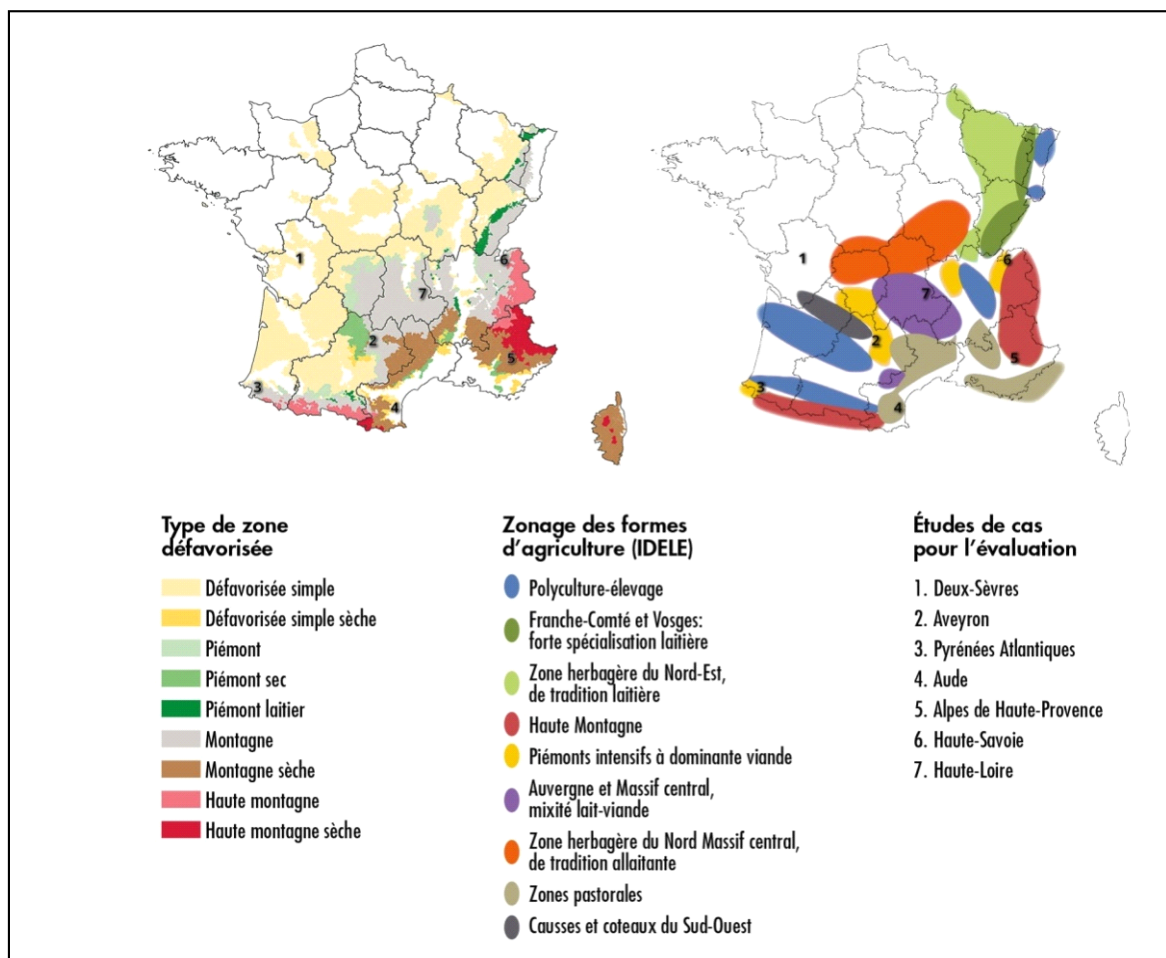 1
2
3
4
5
6
7
1
2
3
4
5
6
7
Type de zone
défavorisée
Défavorisée simple
Défavorisée simple sèche
Piémont
Piémont sec
Piémont laitier
Montagne
Montagne sèche
Haute montagne
Haute montagne sèche
Zonage des formes
d'agriculture (IDELE)
Polyculture-élevage
Franche-Comté et Vosges:
forte spécialisation laitière
Zone herbagère du Nord-Est,
de tradition laitière
Haute Montagne
Piémonts intensifs à dominante viande
Auvergne et Massif central,
mixité lait-viande
Zone herbagère du Nord Massif central,
de tradition allaitante
Zones pastorales
Causses et coteaux du Sud-Ouest
Études de cas
pour l'évaluation
1. Deux-Sèvres
2. Aveyron
3. Pyrénées Atlantiques
4. Aude
5. Alpes de Haute-Provence
6. Haute-Savoie
7. Haute-Loire